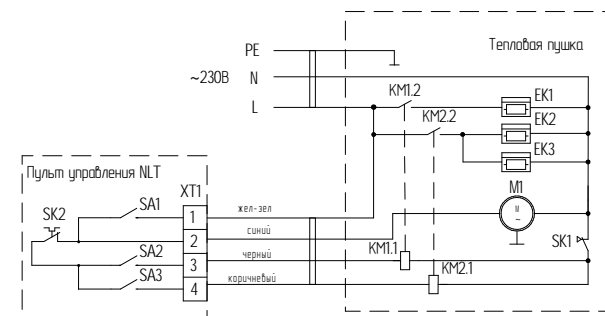 PE
Тепловая пушка
~230В
N
L
KM1.2
EK1
KM2.2
EK2
EK3
Пульт управления NLT
XT1
M1
M
~
SK2
SA1
1
жел-зел
2
синий
SK1
SA2
3
черный
KM1.1
SA3
4
коричневый
KM2.1